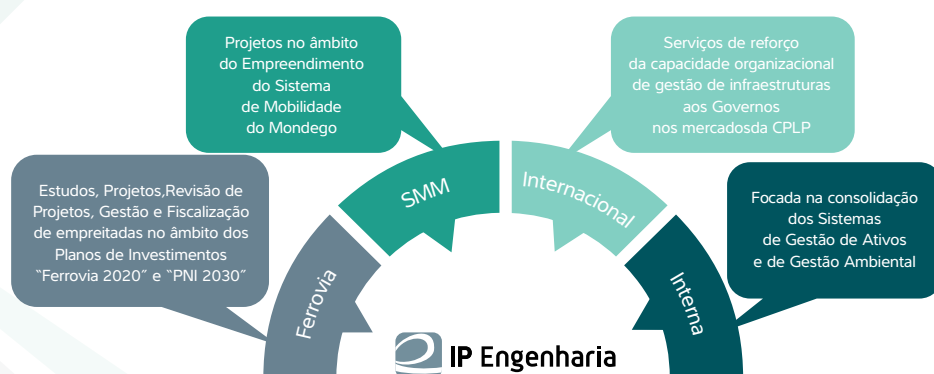 Projetos no âmbito
do Empreendimento
do Sistema
de Mobilidade
do Mondego
Serviços de reforço
da capacidade organizacional
de gestão de infraestruturas
aos Governos
nos mercadosda CPLP
Estudos, Projetos,Revisão de
Projetos, Gestão e Fiscalização
de empreitadas no âmbito dos
Planos de Investimentos
“Ferrovia 2020” e “PNI 2030”
Focada na consolidação
dos Sistemas
de Gestão de Ativos
e de Gestão Ambiental
Ferrovia
SMM
Internacional
Interna
IP Engenharia